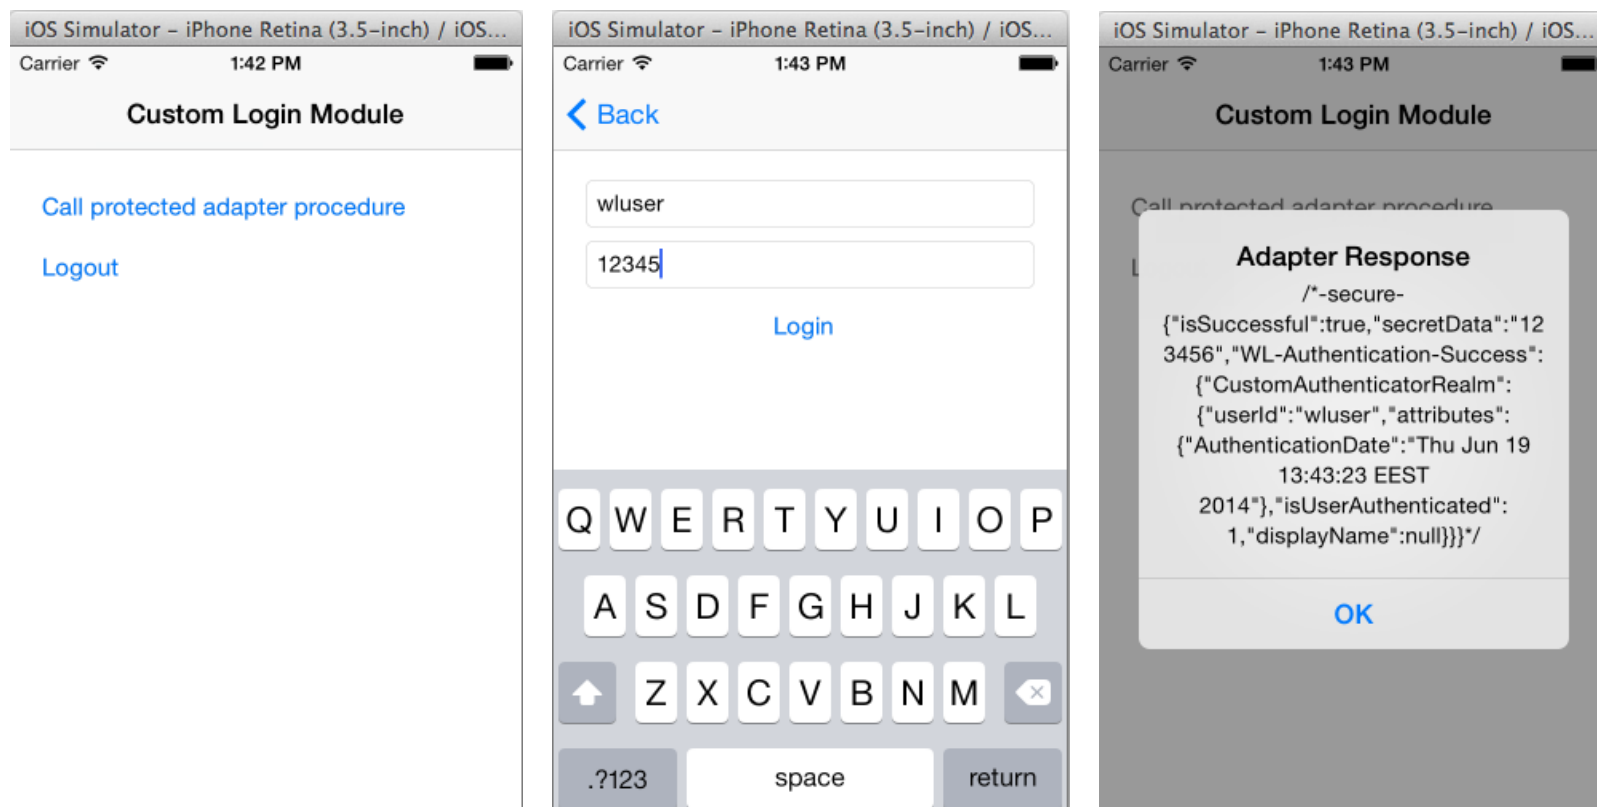 iOS Simulator – iPhone Retina (3.5–inch) / iOS...
Carrier 1:42 PM
Custom Login Module
Call protected adapter procedure
Logout
iOS Simulator – iPhone Retina (3.5–inch) / iOS...
Carrier 1:43 PM
Back
wluser
12345
Login
Q W E R T Y U I O P
A S D F G H J K L
Z X C V B N M
.?123 space return
iOS Simulator – iPhone Retina (3.5–inch) / iOS...
Carrier 1:43 PM
Custom Login Module
Call protected adapter procedure
L
Adapter Response
/*-secure-
{"isSuccessful":true,"secretData":"12
3456","WL-Authentication-Success":
{"CustomAuthenticatorRealm":
{"userId":"wluser","attributes":
{"AuthenticationDate":"Thu Jun 19
13:43:23 EEST
2014"},"isUserAuthenticated":
1,"displayName":null}}}*/
OK